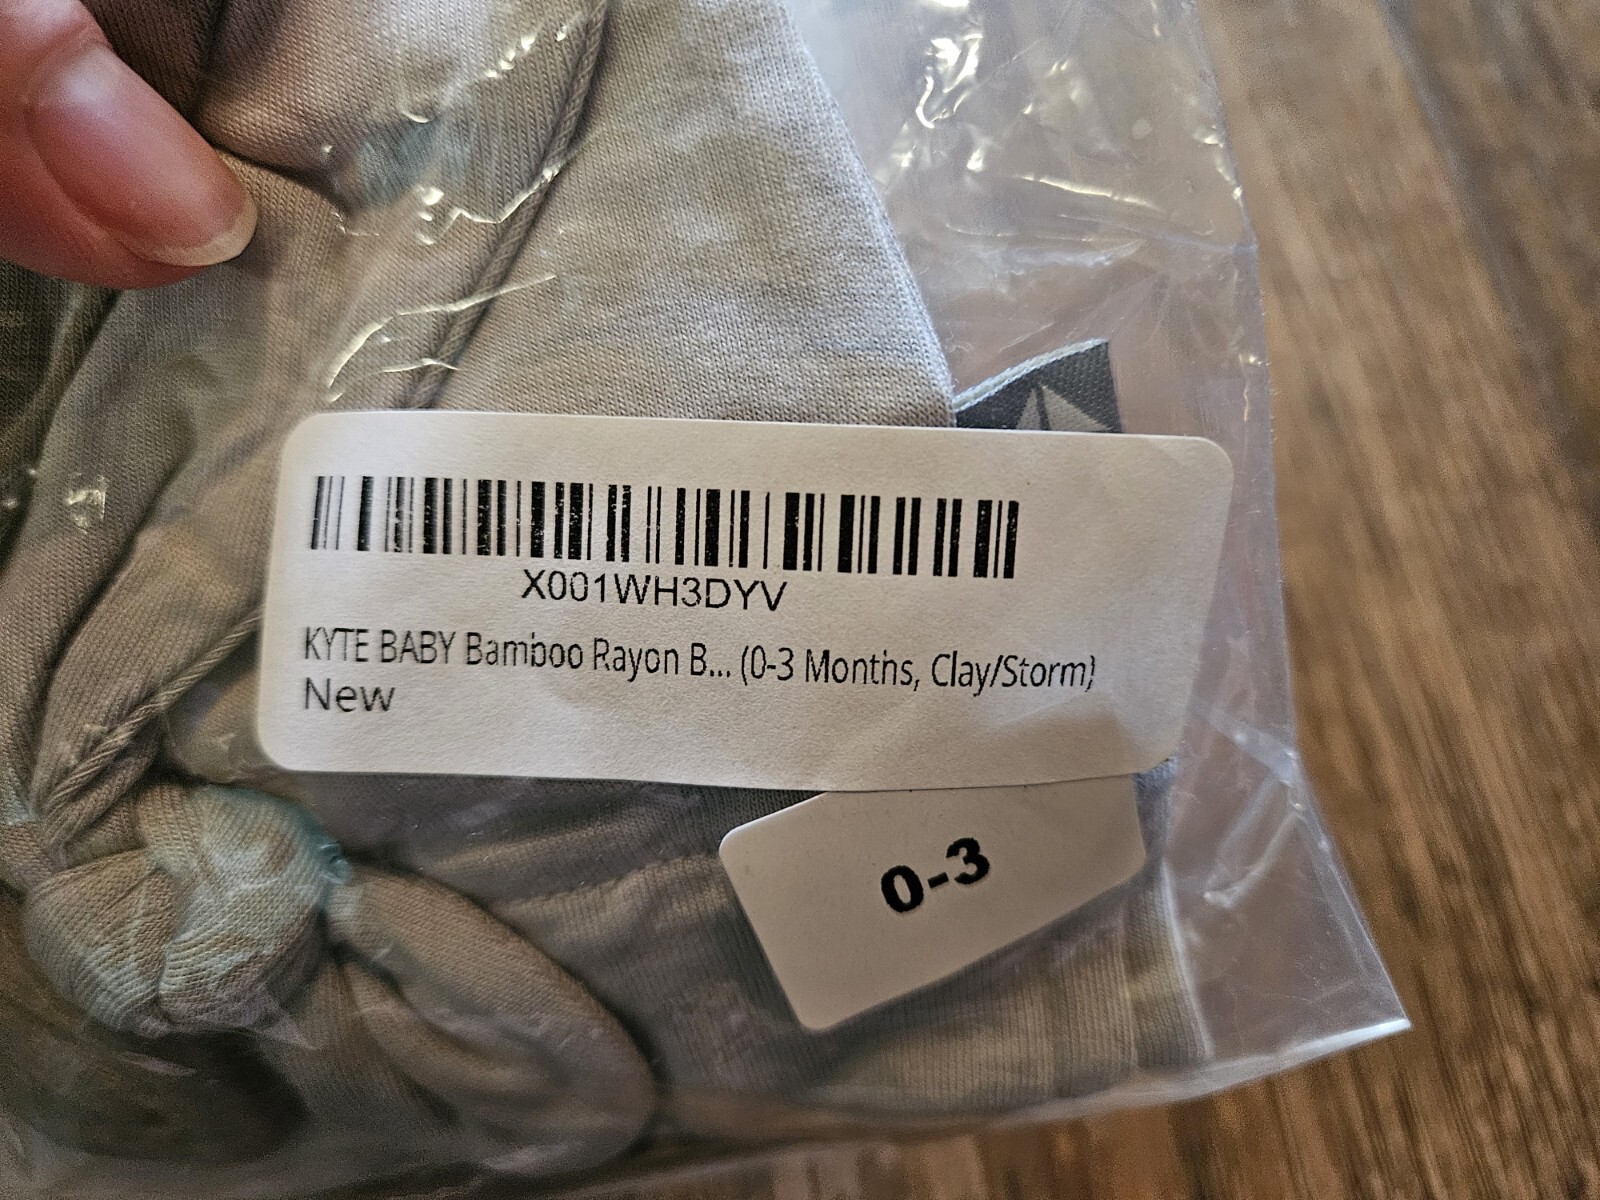 X001WH3DYV
KYTE BABY Bamboo Rayon B... (0-3 Months, Clay/Storm)
New
0-3